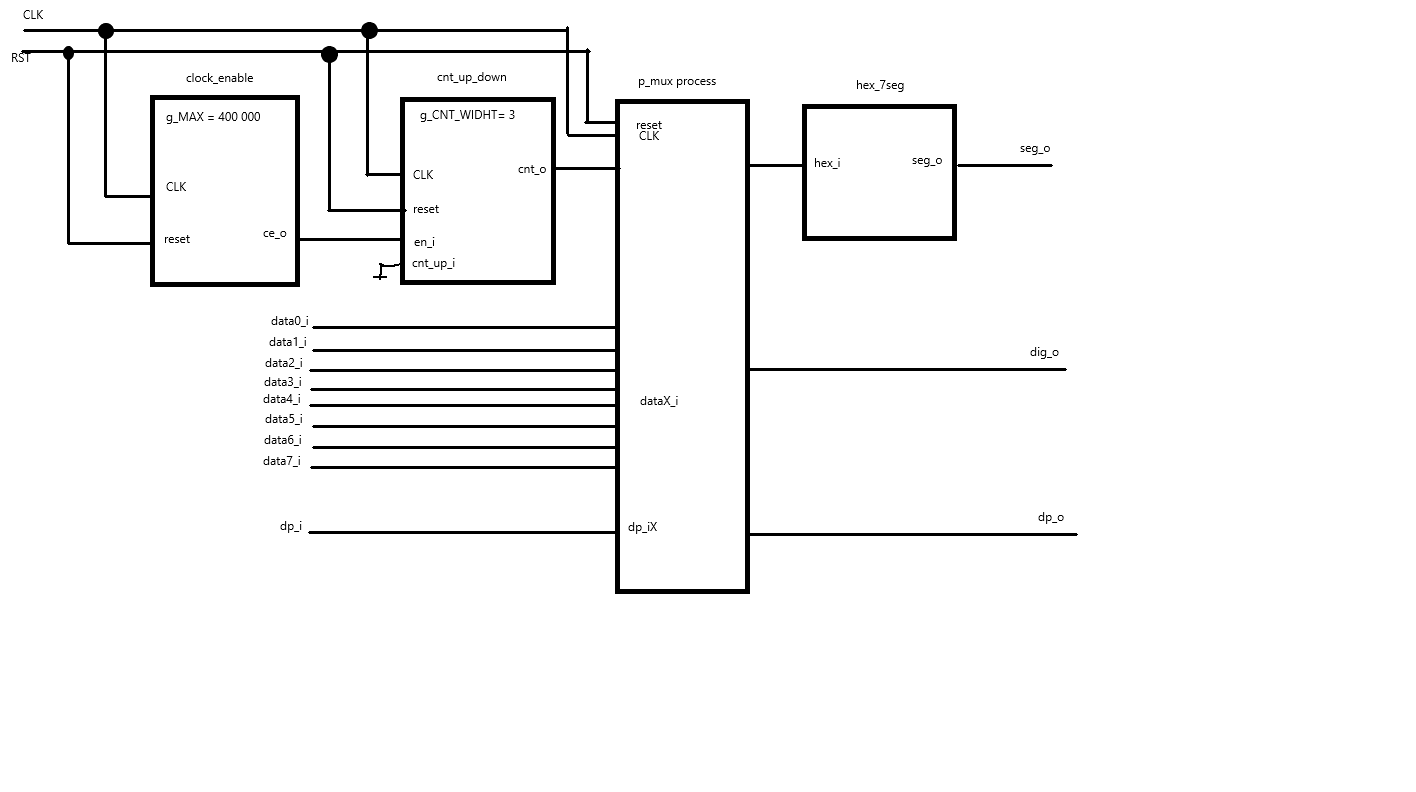 CLK
RST
clock_enable
g_MAX = 400 000
CLK
reset
ce_o
cnt_up_down
g_CNT_WIDHT= 3
CLK
cnt_o
reset
en_i
cnt_up_i
p_mux process
reset
CLK
hex_7seg
hex_i
seg_o
seg_o
data0_i
data1_i
data2_i
data3_i
data4_i
data5_i
data6_i
data7_i
dataX_i
dig_o
dp_i
dp_iX
dp_o